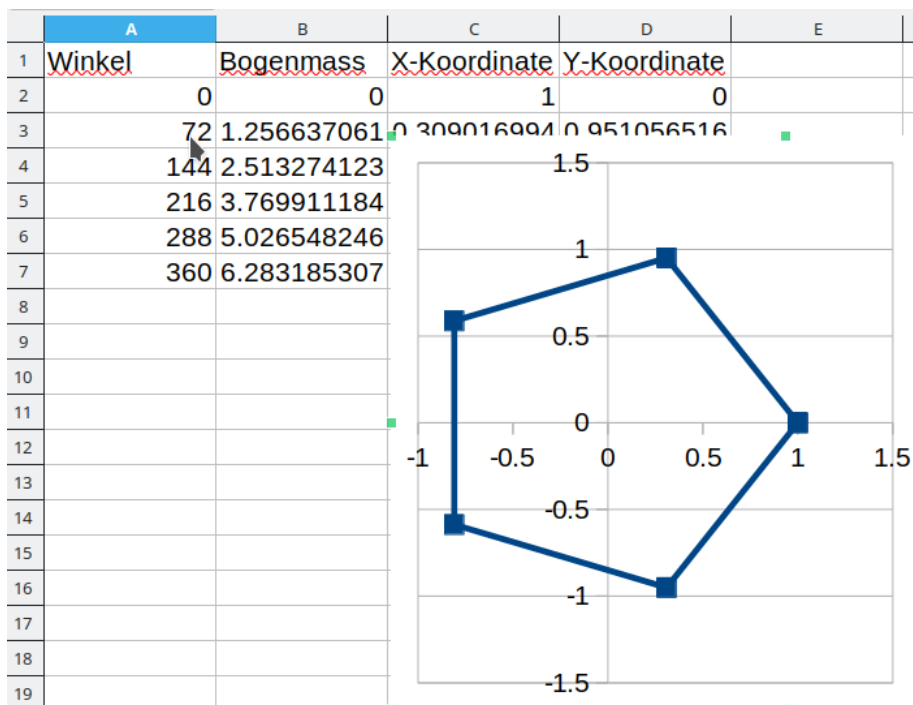 A B C D E
1 Winkel Bogenmass X-Koordinate Y-Koordinate
2 0 0 1 0
3 72 1.256637061 0.309016994 0.951056516
4 144 2.513274123
5 216 3.769911184
6 288 5.026548246
7 360 6.283185307
8
9
10
11
12
13
14
15
16
17
18
19
1.5
1
0.5
0
-1 -0.5 0 0.5 1 1.5
-0.5
-1
-1.5